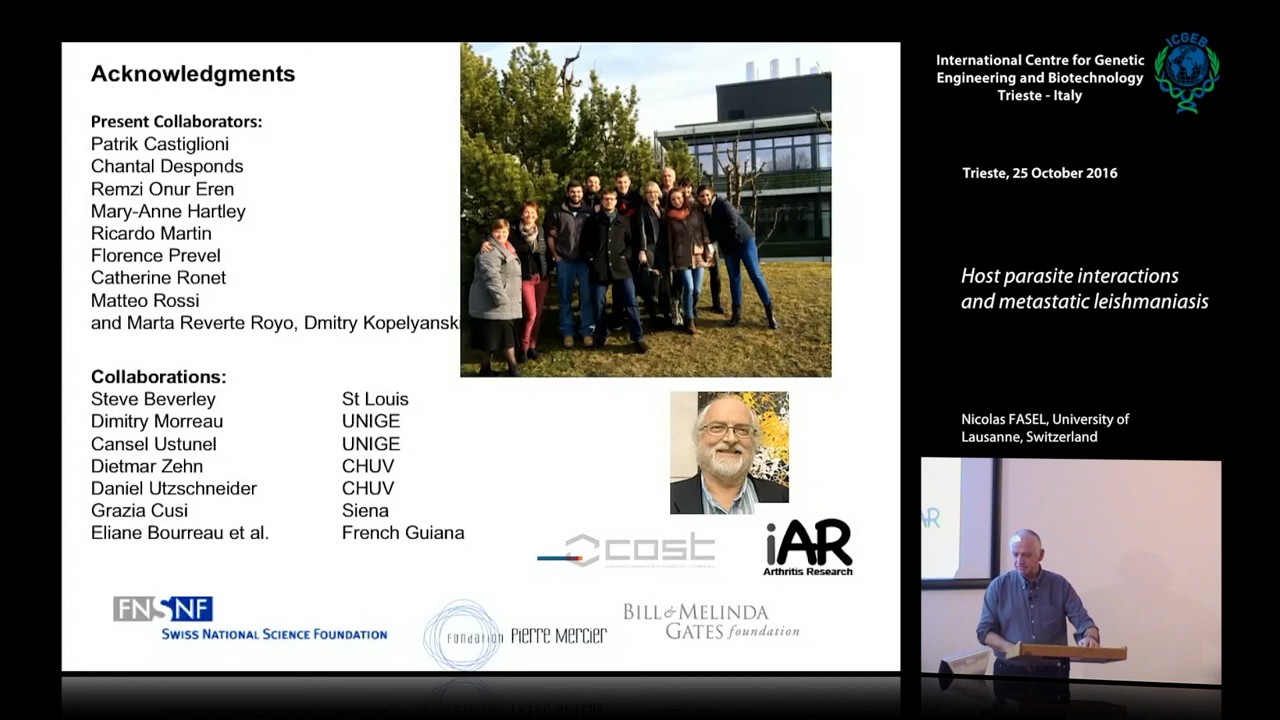 Acknowledgments
Present Collaborators:
Patrik Castiglioni
Chantal Desponds
Remzi Onur Eren
Mary-Anne Hartley
Ricardo Martin
Florence Prevel
Catherine Ronet
Matteo Rossi
and Marta Reverte Royo, Dmitry Kopelyanski
Collaborations:
Steve Beverley St Louis
Dimitry Morreau UNIGE
Cansel Ustunel UNIGE
Dietmar Zehn CHUV
Daniel Utzschneider CHUV
Grazia Cusi Siena
Eliane Bourreau et al. French Guiana
cost
iAR
Arthritis Research
FNSNF
Swiss National Science Foundation
Fondation Pierre Mercier
Bill & Melinda
Gates foundation
International Centre for Genetic
Engineering and Biotechnology
Trieste - Italy
ICGEB
Trieste, 25 October 2016
Host parasite interactions
and metastatic leishmaniasis
Nicolas FASEL, University of
Lausanne, Switzerland
AR